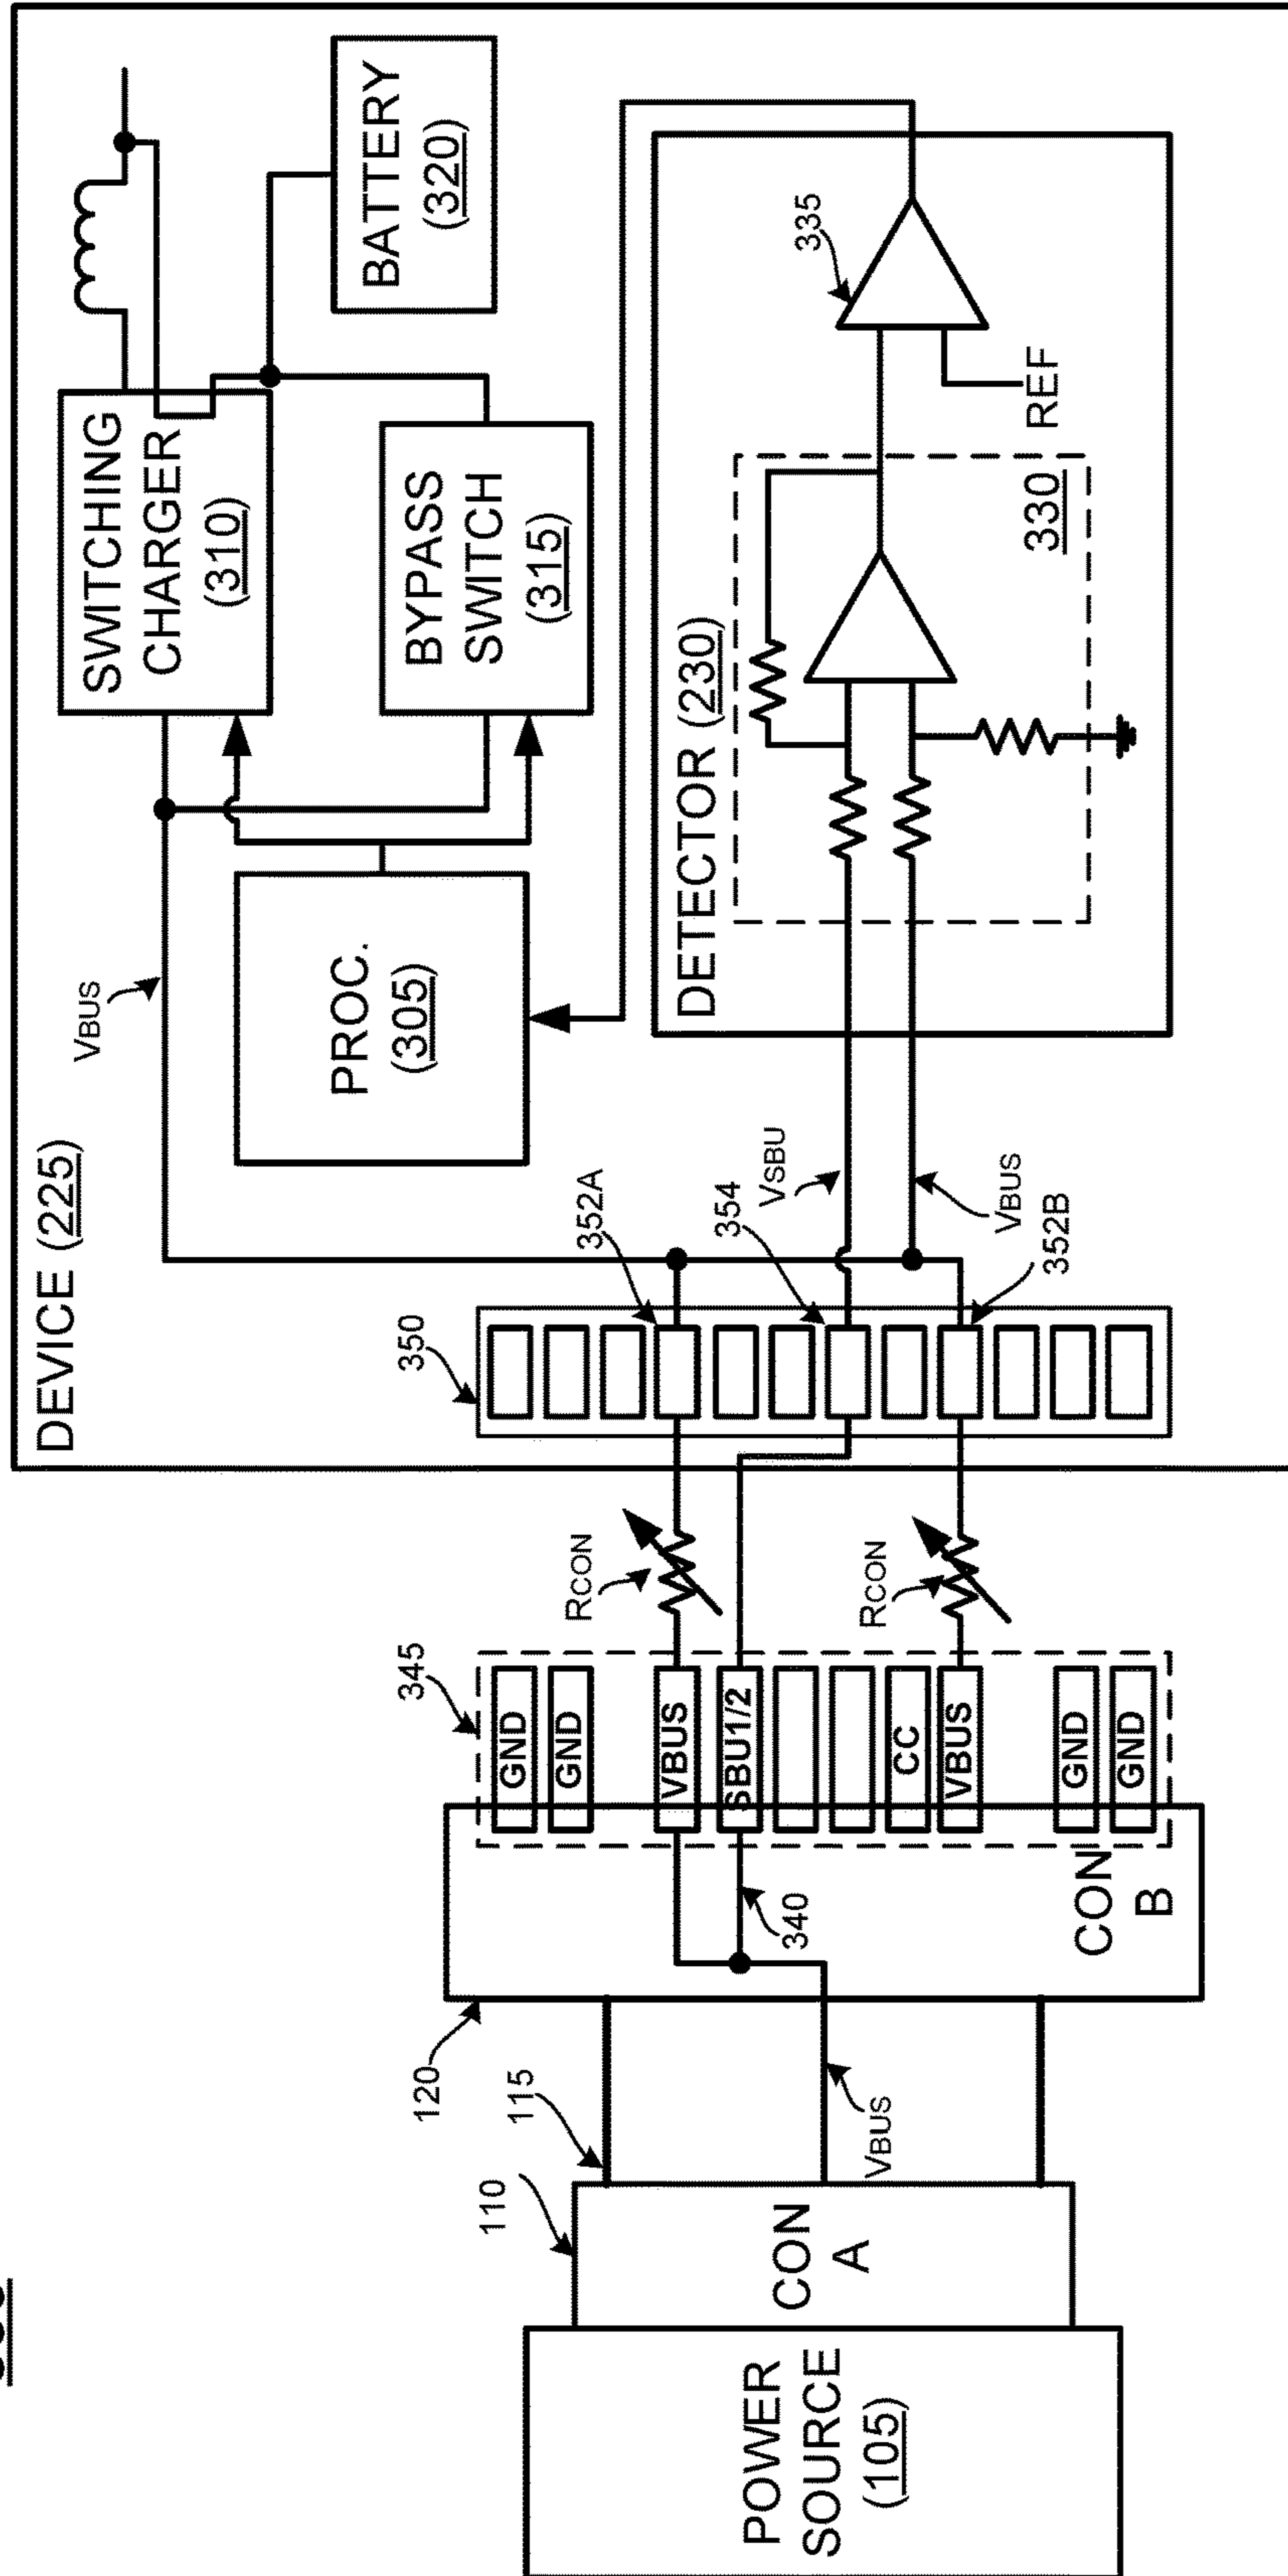 DEVICE (225)
SWITCHING
CHARGER
(310)
BATTERY
(320)
BYPASS
SWITCH
(315)
VBUS
PROC.
(305)
DETECTOR (230)
335
REF
330
VSBU
VBUS
352A
354
352B
350
RCON
RCON
345
GND
GND
VBUS
SBU1/2
CC
VBUS
GND
GND
340
CON
B
120
115
110
VBUS
CON
A
POWER
SOURCE
(105)